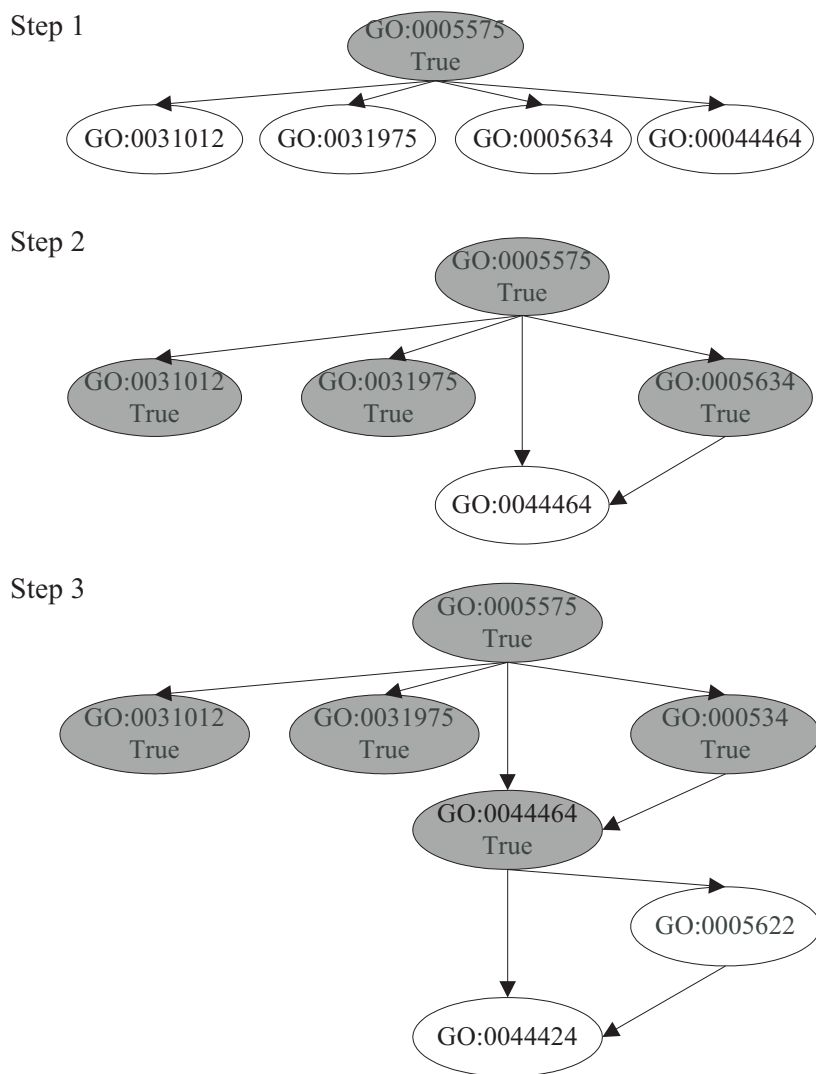 Step 1
GO:0005575
True
GO:0031012
GO:0031975
GO:0005634
GO:00044464
Step 2
GO:0005575
True
GO:0031012
True
GO:0031975
True
GO:0005634
True
GO:0044464
Step 3
GO:0005575
True
GO:0031012
True
GO:0031975
True
GO:000534
True
GO:0044464
True
GO:0005622
GO:0044424